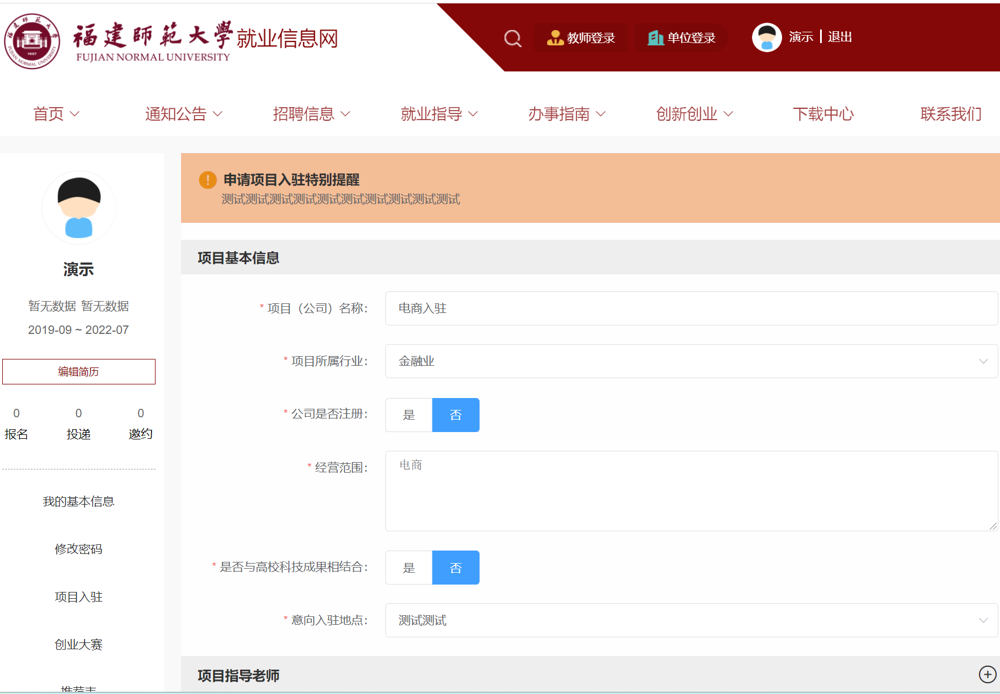 福建師範大學就业信息网
FUJIAN NORMAL UNIVERSITY
教师登录
单位登录
演示 | 退出
首页
通知公告
招聘信息
就业指导
办事指南
创新创业
下载中心
联系我们
演示
暂无数据 暂无数据
2019-09 ~ 2022-07
编辑简历
0 0 0
报名 投递 邀约
我的基本信息
修改密码
项目入驻
创业大赛
推荐表
申请项目入驻特别提醒
测试测试测试测试测试测试测试测试测试测试
项目基本信息
* 项目（公司）名称： 电商入驻
* 项目所属行业： 金融业
* 公司是否注册： 是 否
* 经营范围： 电商
* 是否与高校科技成果相结合： 是 否
* 意向入驻地点： 测试测试
项目指导老师